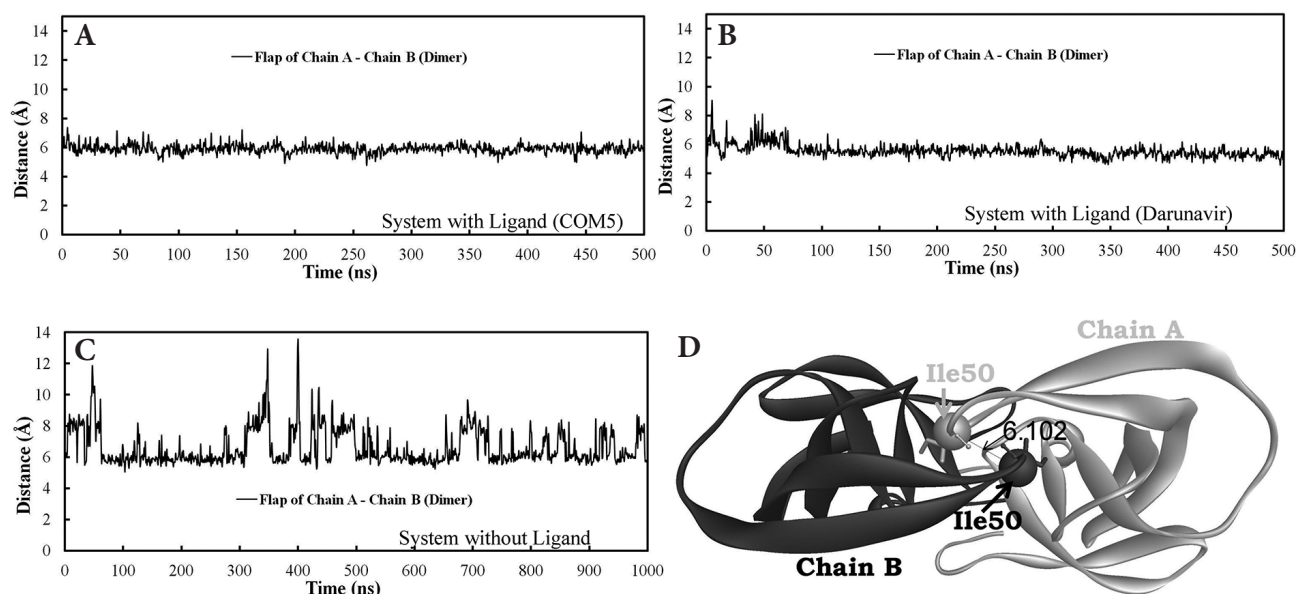 A
14
12
10
8
6
4
2
0
Distance (Å)
Flap of Chain A - Chain B (Dimer)
System with Ligand (COM5)
0 50 100 150 200 250 300 350 400 450 500
Time (ns)
B
14
12
10
8
6
4
2
0
Distance (Å)
Flap of Chain A - Chain B (Dimer)
System with Ligand (Darunavir)
0 50 100 150 200 250 300 350 400 450 500
Time (ns)
C
14
12
10
8
6
4
2
0
Distance (Å)
Flap of Chain A - Chain B (Dimer)
System without Ligand
0 100 200 300 400 500 600 700 800 900 1000
Time (ns)
D
Chain A
Ile50
6.102
Ile50
Chain B